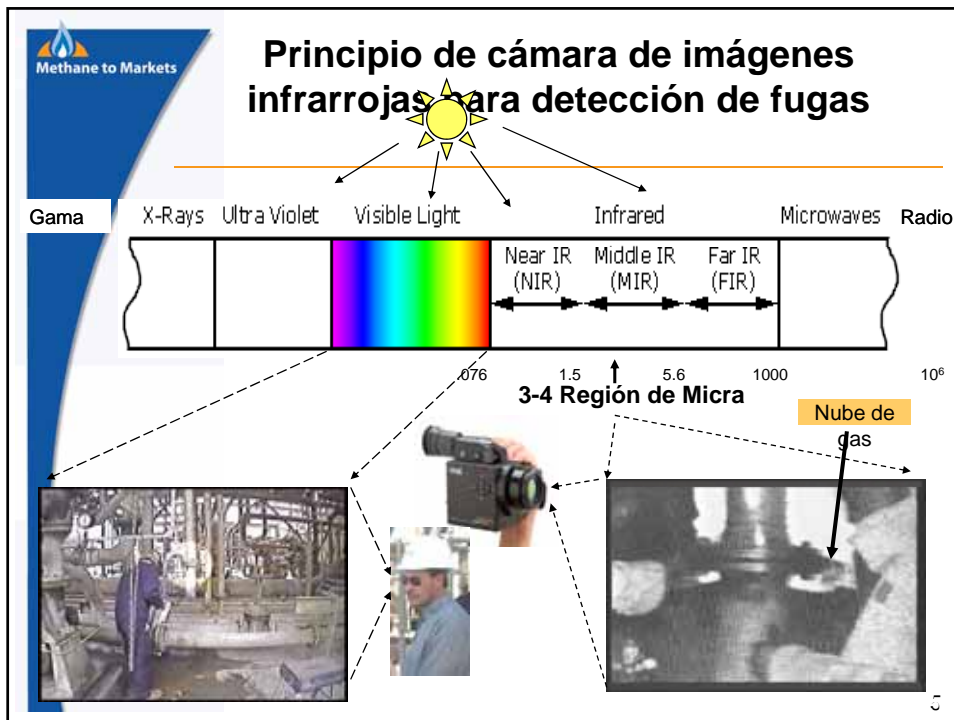 Methane to Markets
Principio de cámara de imágenes
infrarrojas para detección de fugas
Gama X-Rays Ultra Violet Visible Light Infrared Microwaves Radio
Near IR Middle IR Far IR
(NIR) (MIR) (FIR)
076 1.5 5.6 1000 10⁶
3-4 Región de Micra
Nube de
gas
5